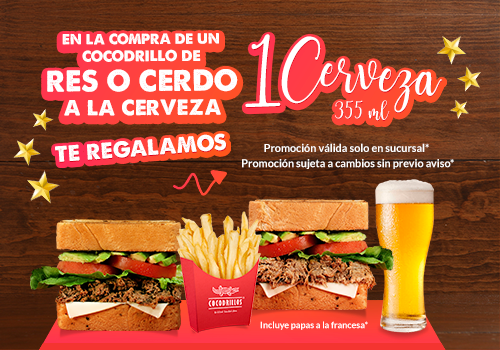 EN LA COMPRA DE UN
COCODRILLO DE
RES O CERDO
A LA CERVEZA
TE REGALAMOS
1 Cerveza
355 ml
Promoción válida solo en sucursal*
Promoción sujeta a cambios sin previo aviso*
COCODRILLOS
Incluye papas a la francesa*